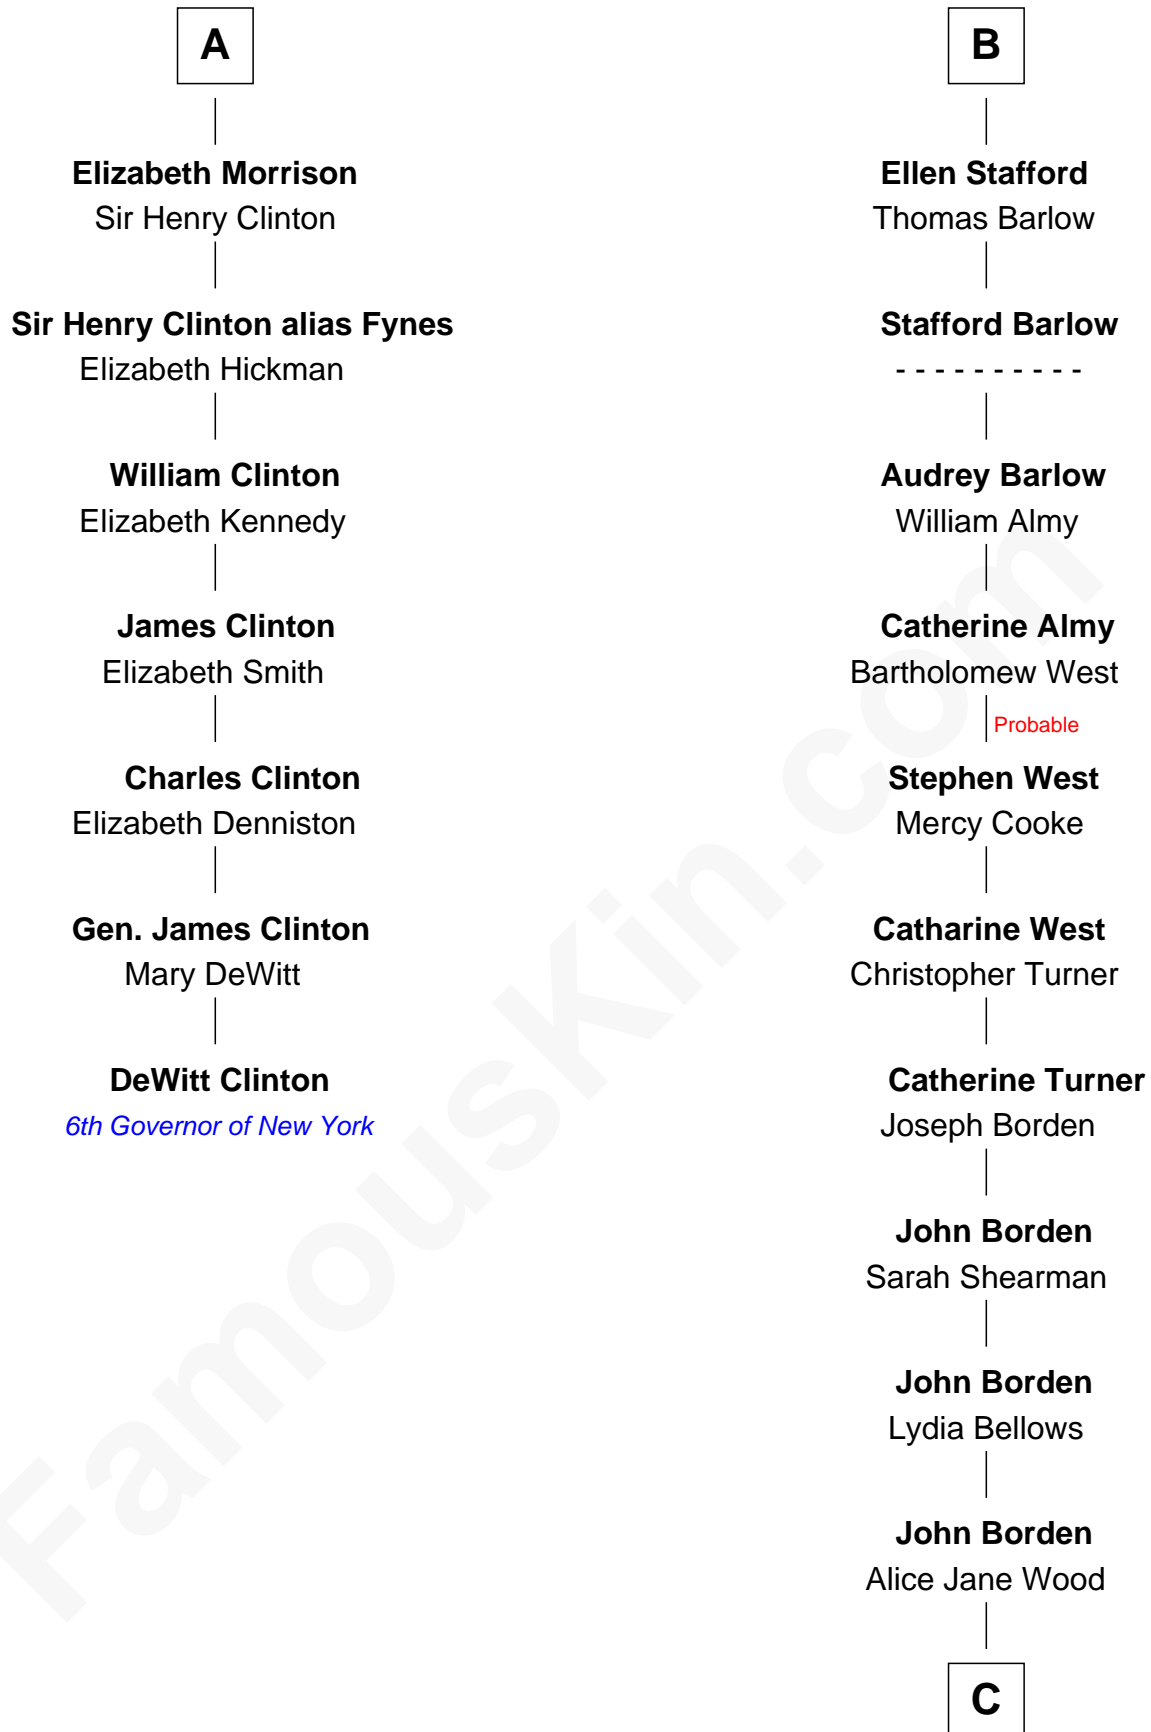 A
Elizabeth Morrison
Sir Henry Clinton
Sir Henry Clinton alias Fynes
Elizabeth Hickman
William Clinton
Elizabeth Kennedy
James Clinton
Elizabeth Smith
Charles Clinton
Elizabeth Denniston
Gen. James Clinton
Mary DeWitt
DeWitt Clinton
6th Governor of New York
B
Ellen Stafford
Thomas Barlow
Stafford Barlow
- - - - - - - - - -
Audrey Barlow
William Almy
Catherine Almy
Bartholomew West
Probable
Stephen West
Mercy Cooke
Catharine West
Christopher Turner
Catherine Turner
Joseph Borden
John Borden
Sarah Shearman
John Borden
Lydia Bellows
John Borden
Alice Jane Wood
C
FamousKin.com